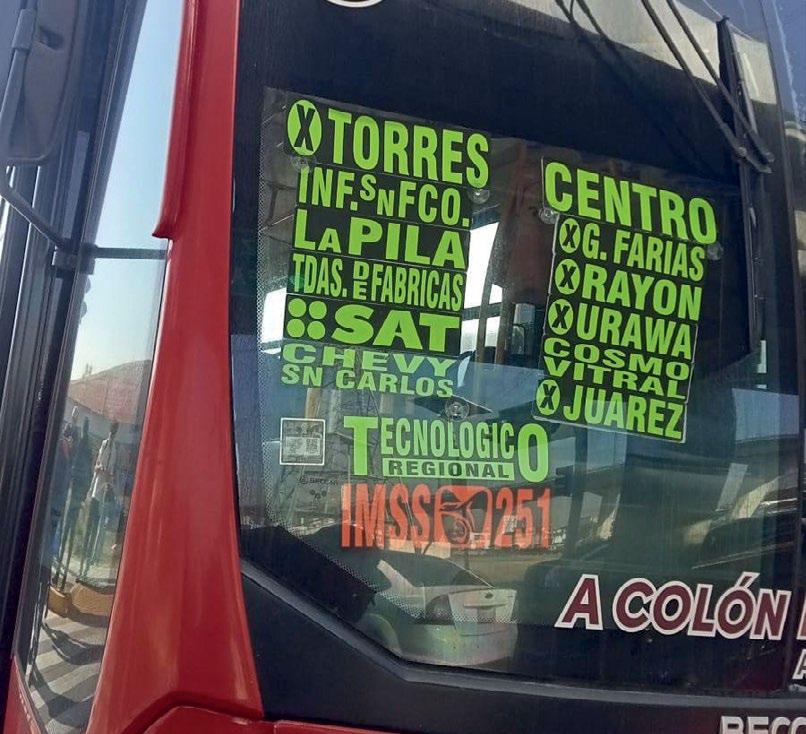 X TORRES
INF. SN FCO.
LA PILA
TDAS. DE FABRICAS
SAT
CHEVY
SN CARLOS
CENTRO
X G. FARIAS
X RAYON
X URAWA
COSMO
VITRAL
X JUAREZ
TECNOLOGICO
REGIONAL
IMSS 251
A COLÓN